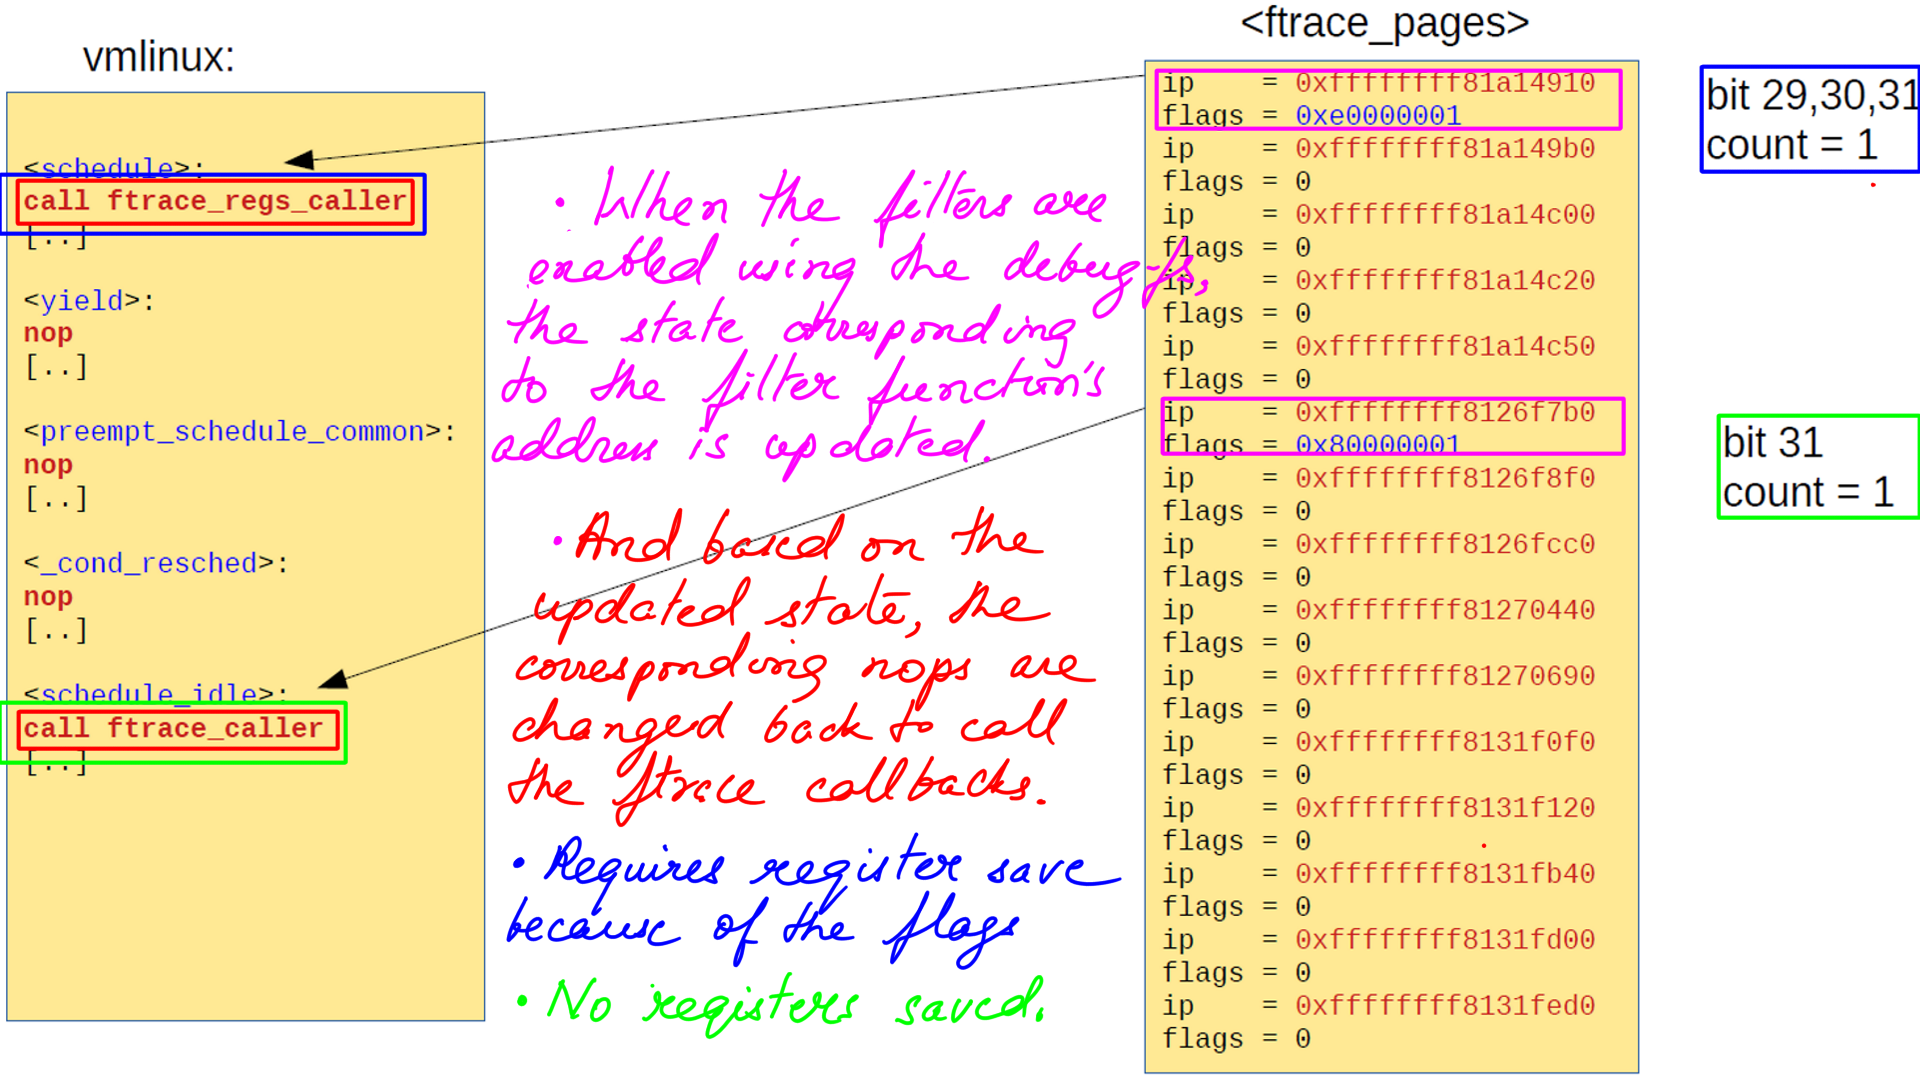 vmlinux:
<schedule>:
call ftrace_regs_caller
[..]
<yield>:
nop
[..]
<preempt_schedule_common>:
nop
[..]
<_cond_resched>:
nop
[..]
<schedule_idle>:
call ftrace_caller
[..]
• When the filters are
enabled using the debug-fs,
the state corresponding
to the filter function's
address is updated.
• And based on the
updated state, the
corresponding nops are
changed back to call
the ftrace callbacks.
• Requires register save
because of the flags
• No registers saved.
<ftrace_pages>
ip = 0xffffffff81a14910
flags = 0xe0000001
ip = 0xffffffff81a149b0
flags = 0
ip = 0xffffffff81a14c00
flags = 0
ip = 0xffffffff81a14c20
flags = 0
ip = 0xffffffff81a14c50
flags = 0
ip = 0xffffffff8126f7b0
flags = 0x80000001
ip = 0xffffffff8126f8f0
flags = 0
ip = 0xffffffff8126fcc0
flags = 0
ip = 0xffffffff81270440
flags = 0
ip = 0xffffffff81270690
flags = 0
ip = 0xffffffff8131f0f0
flags = 0
ip = 0xffffffff8131f120
flags = 0
ip = 0xffffffff8131fb40
flags = 0
ip = 0xffffffff8131fd00
flags = 0
ip = 0xffffffff8131fed0
flags = 0
bit 29,30,31
count = 1
bit 31
count = 1